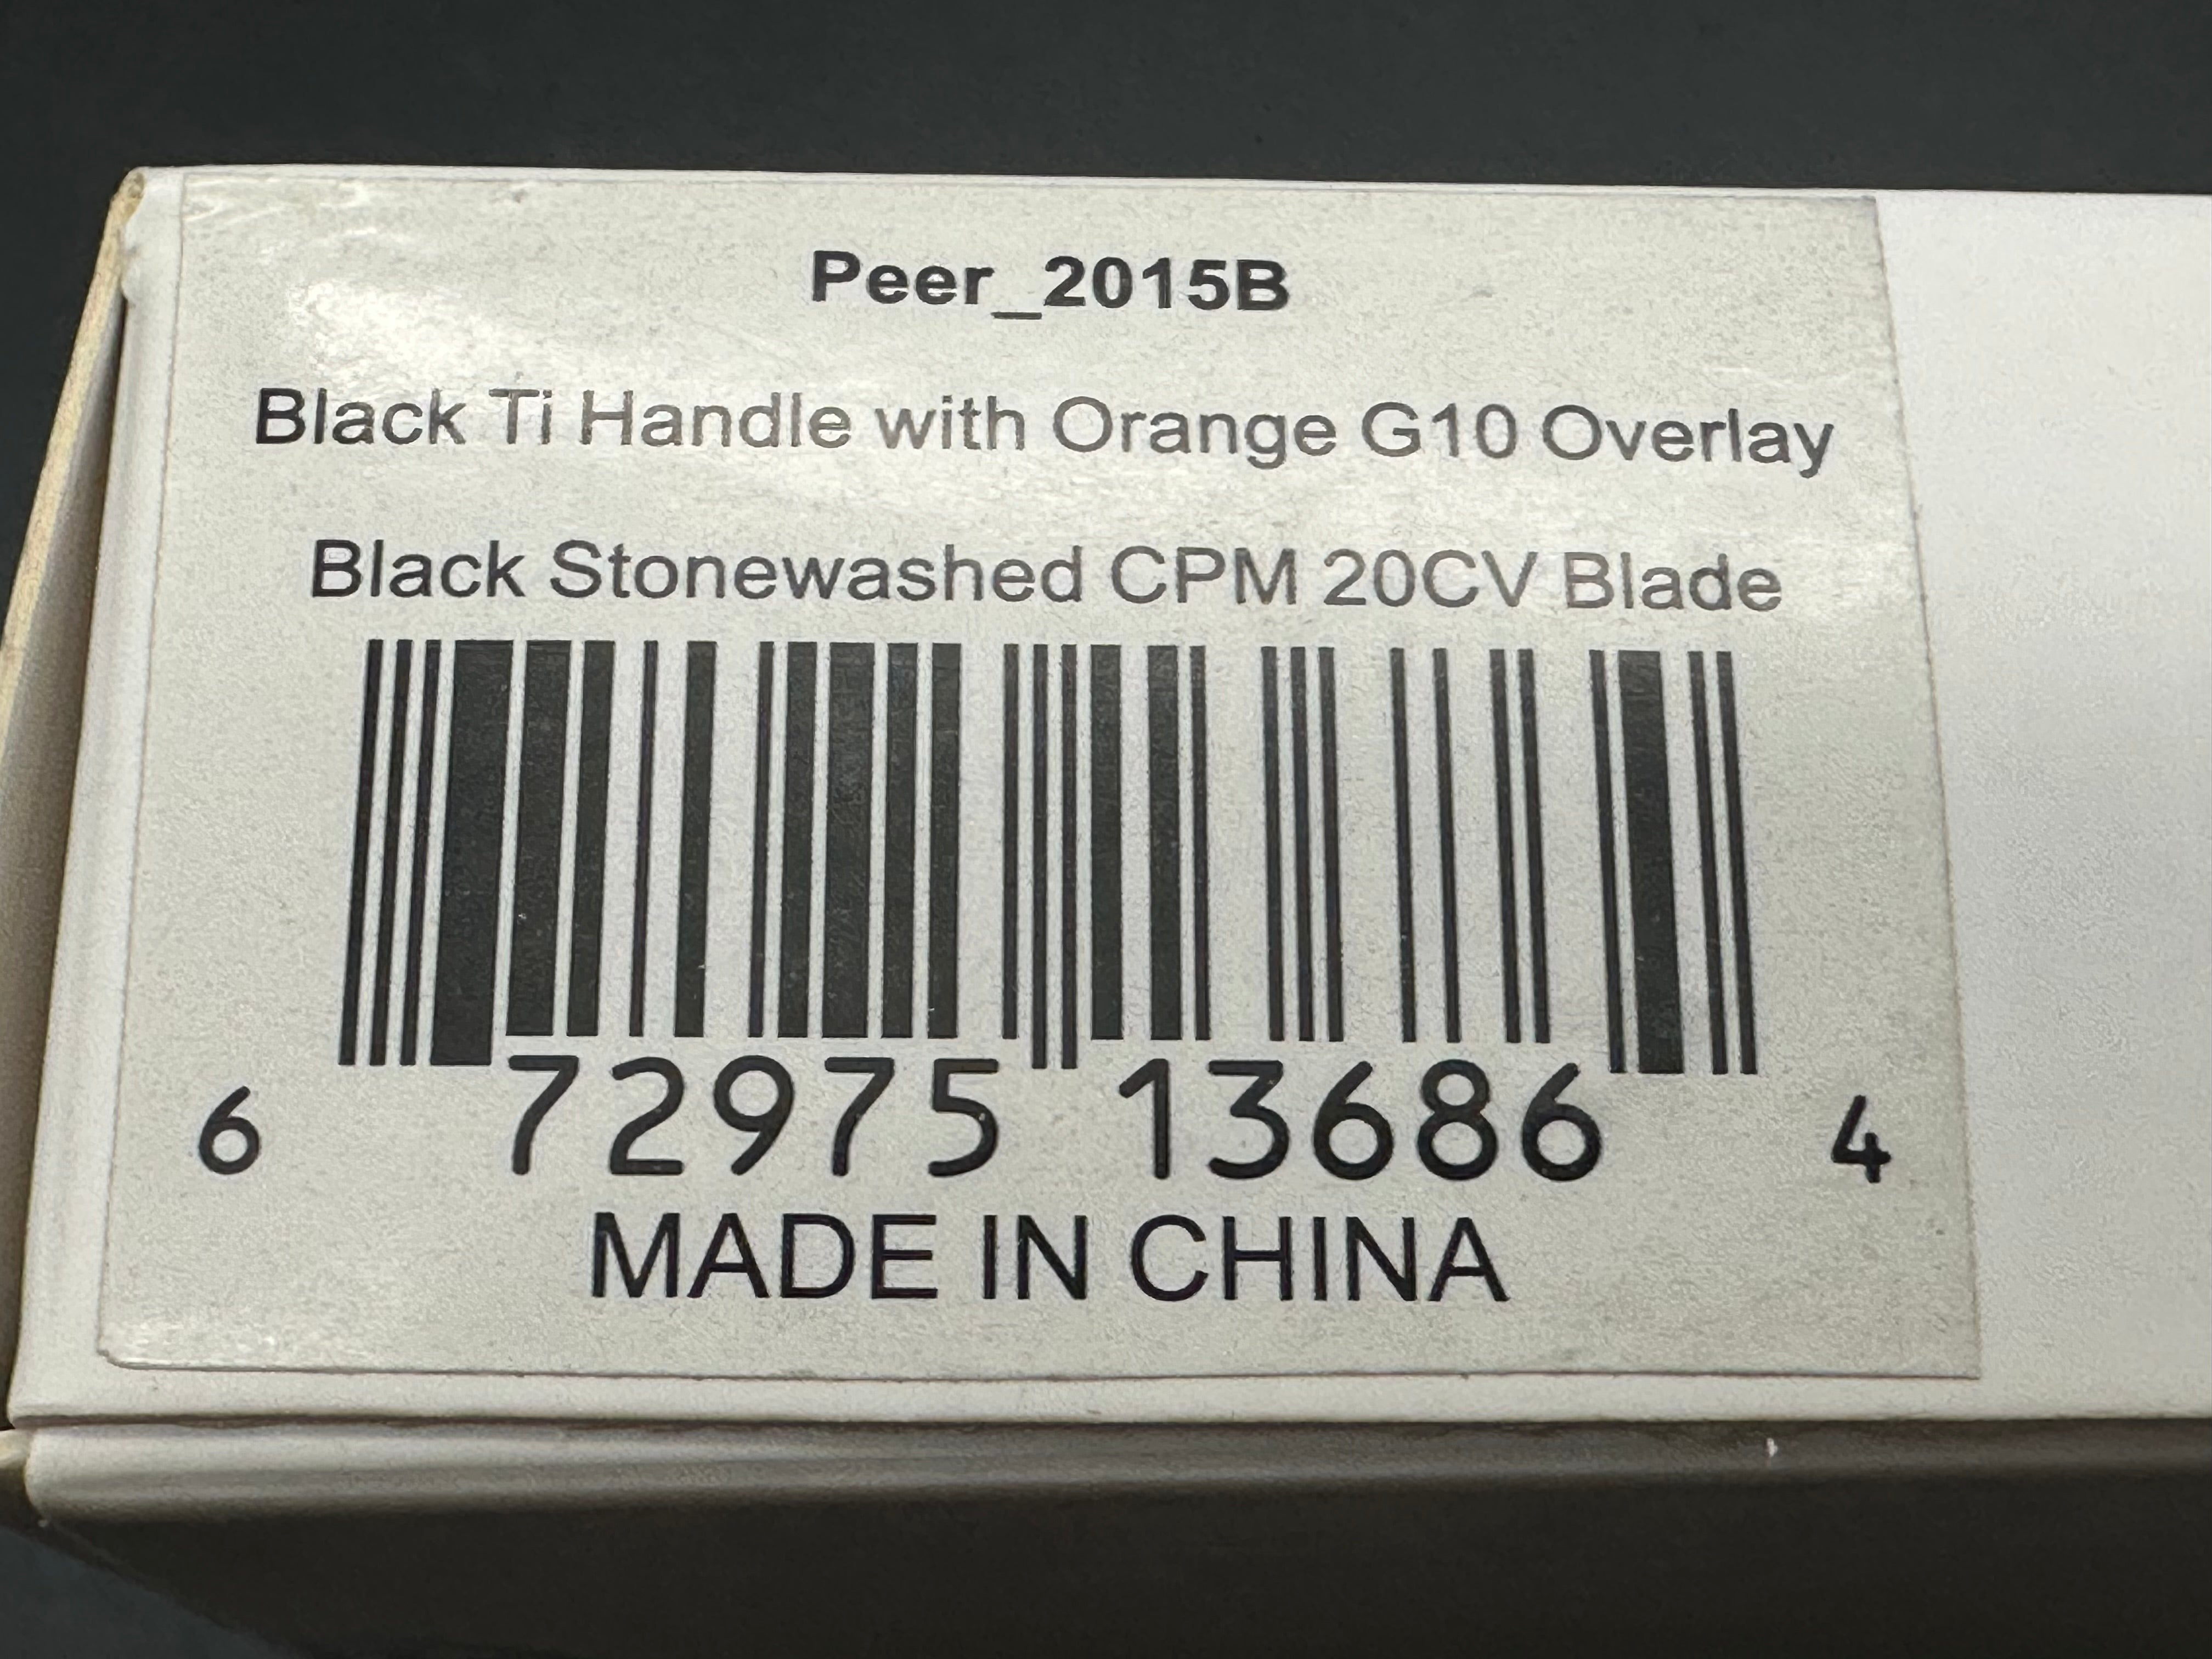 Peer_2015B
Black Ti Handle with Orange G10 Overlay
Black Stonewashed CPM 20CV Blade
6 72975 13686 4
MADE IN CHINA